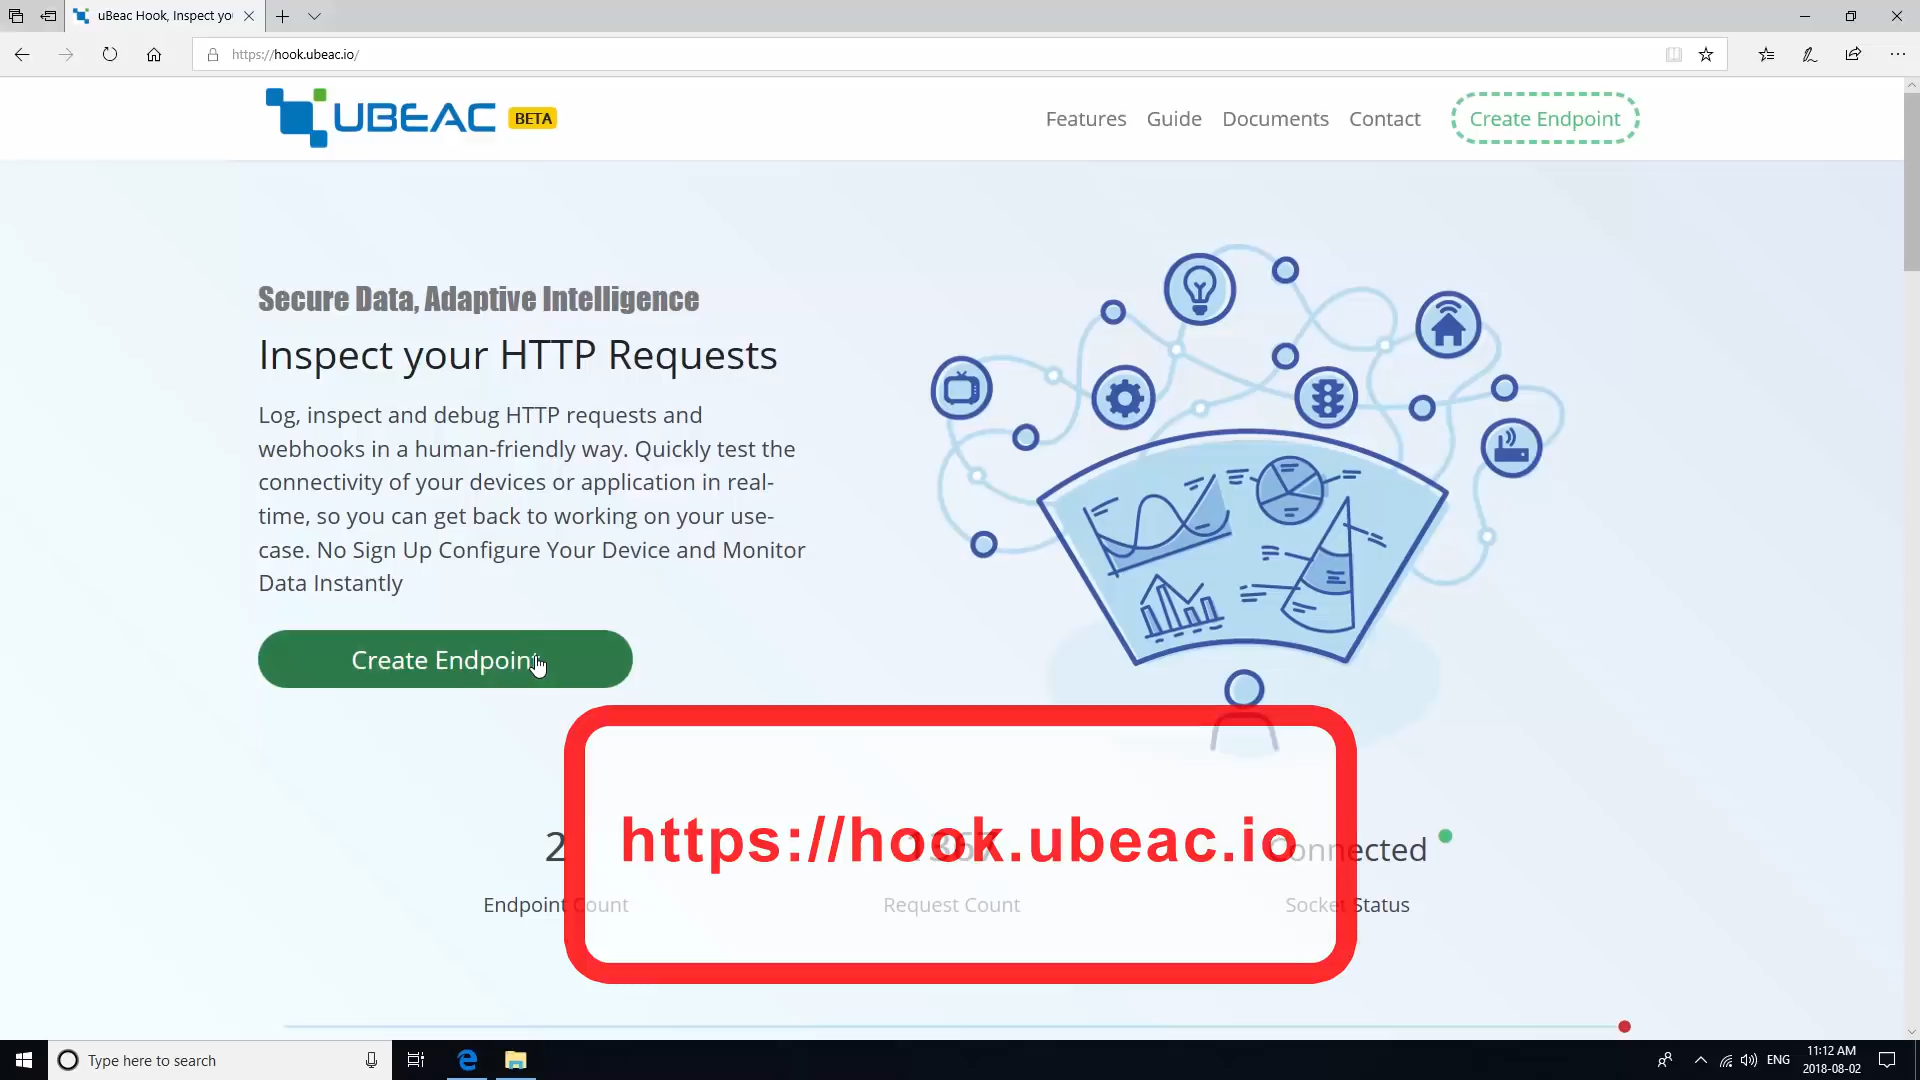 uBeac Hook, Inspect yo
https://hook.ubeac.io/
UBEAC BETA
Features Guide Documents Contact Create Endpoint
Secure Data, Adaptive Intelligence
Inspect your HTTP Requests
Log, inspect and debug HTTP requests and
webhooks in a human-friendly way. Quickly test the
connectivity of your devices or application in real-
time, so you can get back to working on your use-
case. No Sign Up Configure Your Device and Monitor
Data Instantly
Create Endpoint
https://hook.ubeac.io
Connected
Endpoint Count Request Count Socket Status
Type here to search
ENG
11:12 AM
2018-08-02